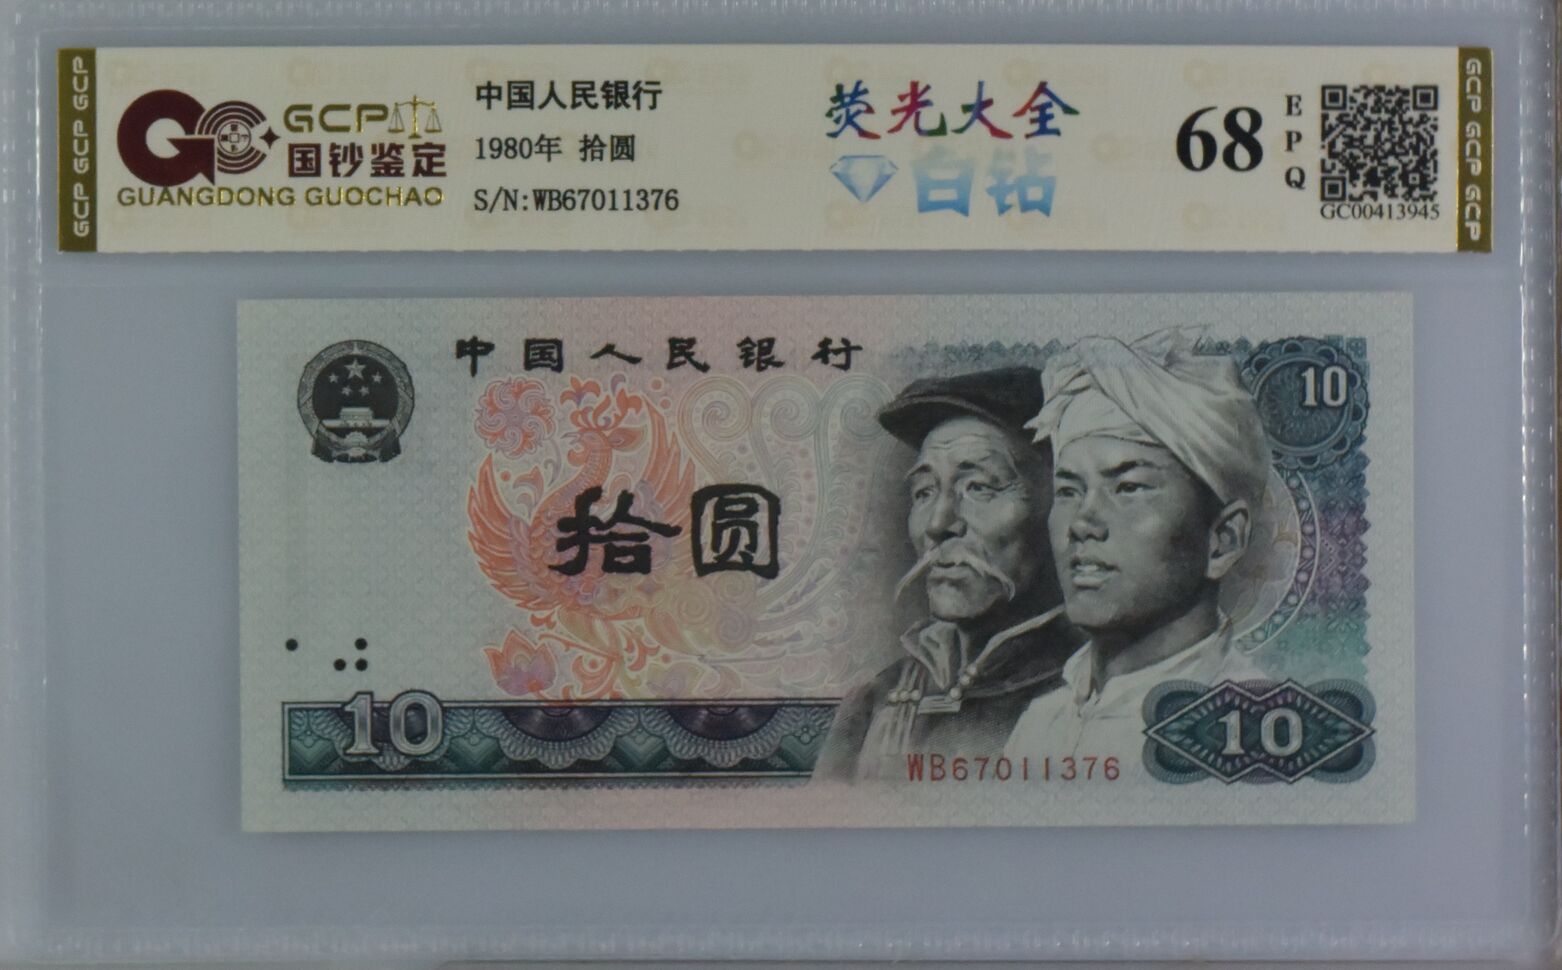 GCP GCP GCP
GCP
国钞鉴定
GUANGDONG GUOCHAO
中国人民银行
1980年 拾圆
S/N:WB67011376
荧光大全
白钻
68
EPQ
GC00413945
GCP GCP GCP
中国人民银行
10
拾圆
10
WB67011376
10